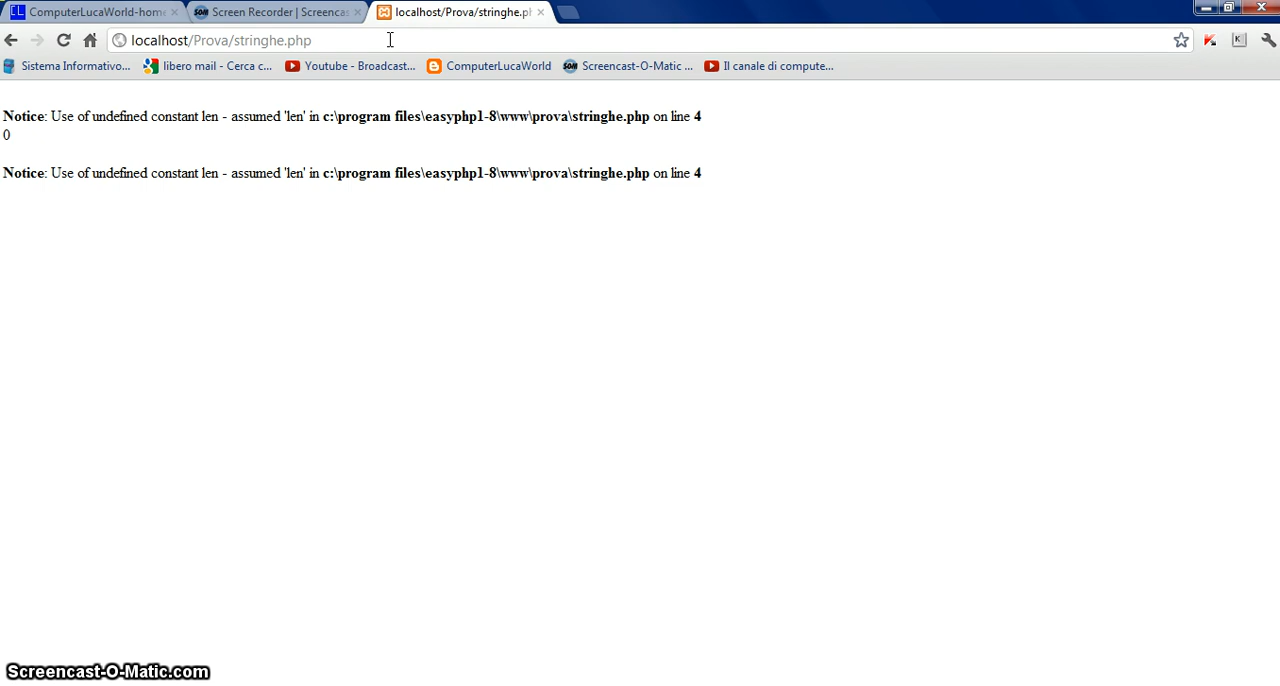 ComputerLucaWorld-home
Screen Recorder | Screencas
localhost/Prova/stringhe.ph
localhost/Prova/stringhe.php
Sistema Informativo...
libero mail - Cerca c...
Youtube - Broadcast...
ComputerLucaWorld
Screencast-O-Matic ...
Il canale di compute...
Notice: Use of undefined constant len - assumed 'len' in c:\program files\easyphp1-8\www\prova\stringhe.php on line 4
0
Notice: Use of undefined constant len - assumed 'len' in c:\program files\easyphp1-8\www\prova\stringhe.php on line 4
Screencast-O-Matic.com